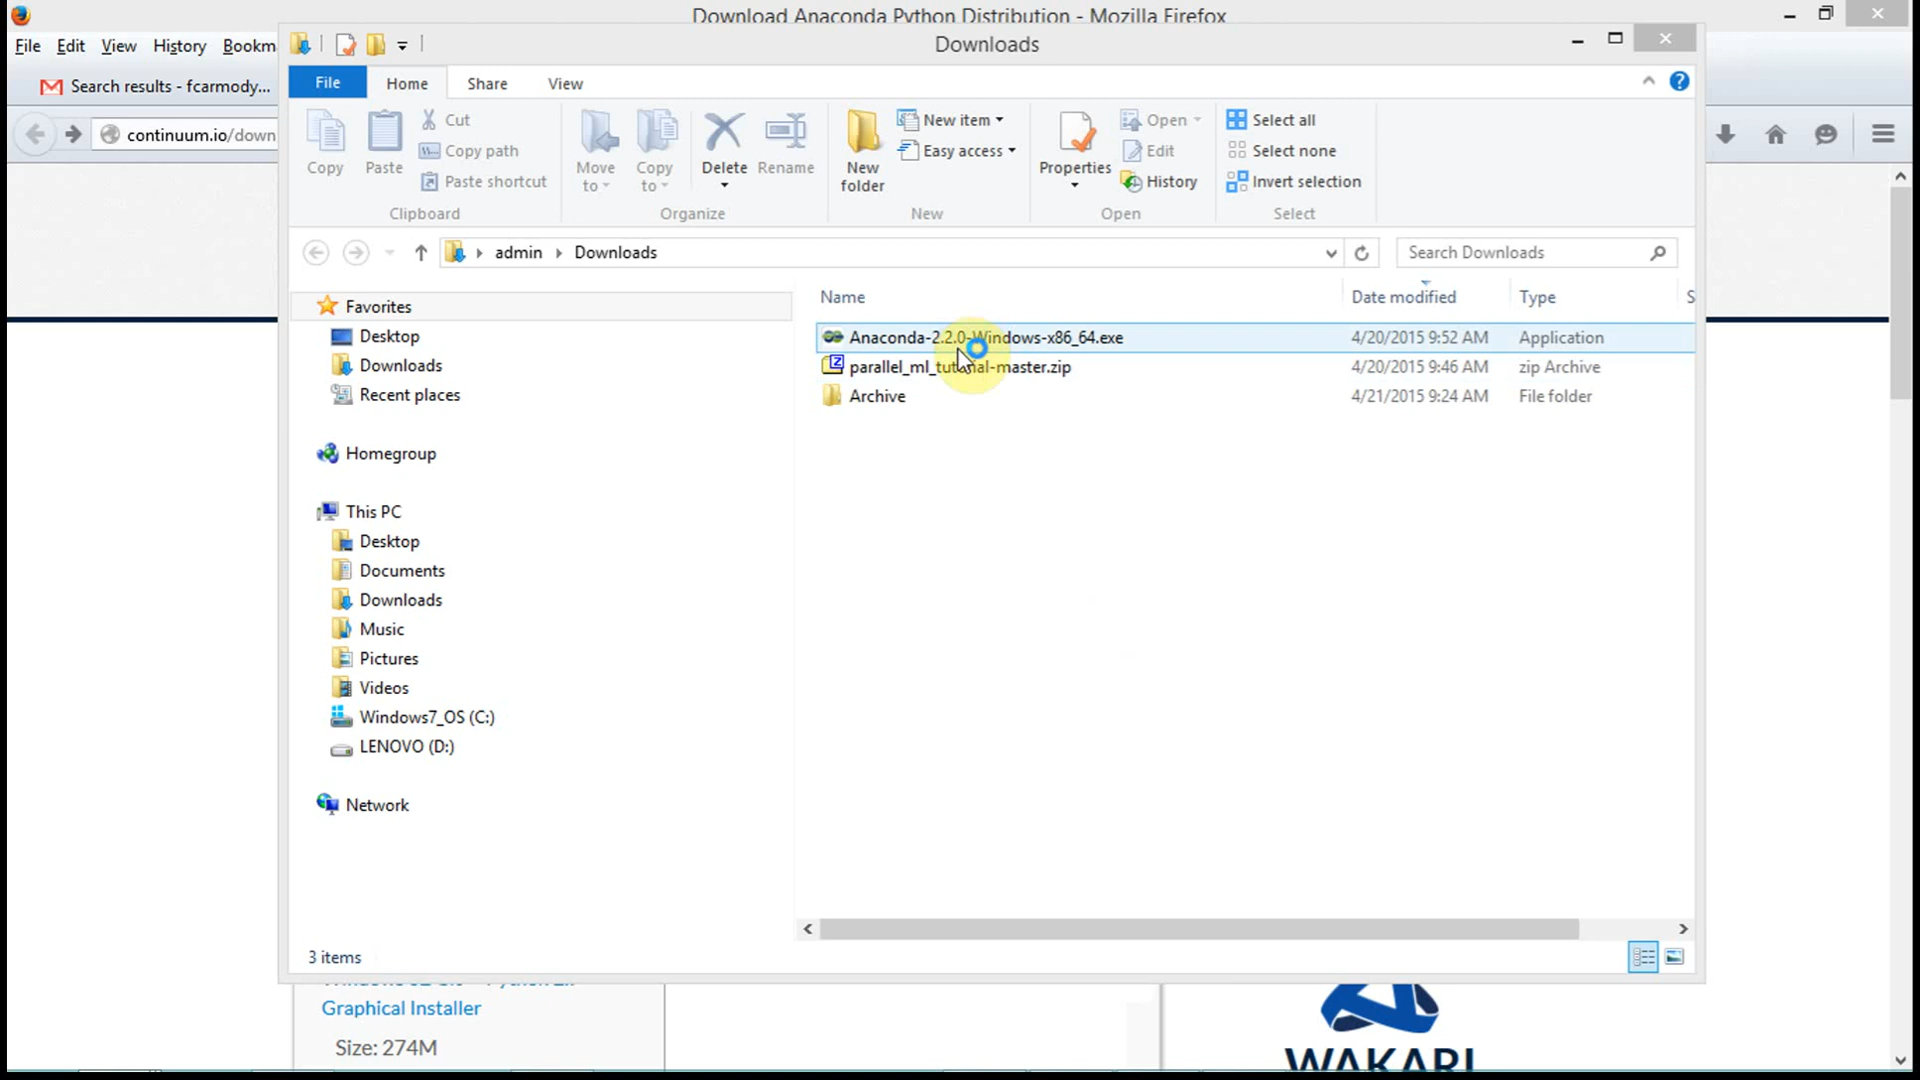 Download Anaconda Python Distribution - Mozilla Firefox
File Edit View History Bookm
Downloads
Search results - fcarmody...
File Home Share View
continuum.io/down
Copy
Paste
Cut
Copy path
Paste shortcut
Clipboard
Move to
Copy to
Delete
Rename
Organize
New folder
New item
Easy access
New
Properties
Open
Edit
History
Open
Select all
Select none
Invert selection
Select
admin Downloads
Search Downloads
Name Date modified Type S
Favorites
Desktop
Downloads
Recent places
Homegroup
This PC
Desktop
Documents
Downloads
Music
Pictures
Videos
Windows7_OS (C:)
LENOVO (D:)
Network
Anaconda-2.2.0-Windows-x86_64.exe 4/20/2015 9:52 AM Application
parallel_ml_tutorial-master.zip 4/20/2015 9:46 AM zip Archive
Archive 4/21/2015 9:24 AM File folder
3 items
Graphical Installer
Size: 274M
WAKARI